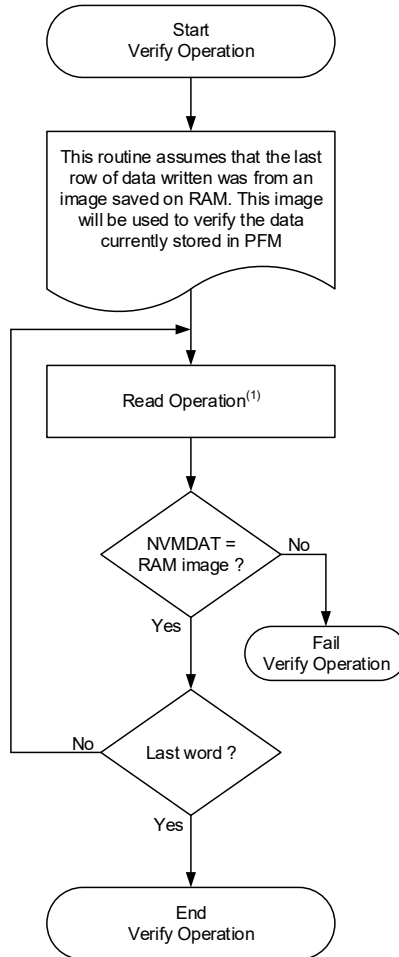 Start
Verify Operation
This routine assumes that the last
row of data written was from an
image saved on RAM. This image
will be used to verify the data
currently stored in PFM
Read Operation(1)
NVMDAT =
RAM image ?
No
Yes
Fail
Verify Operation
Last word ?
No
Yes
End
Verify Operation